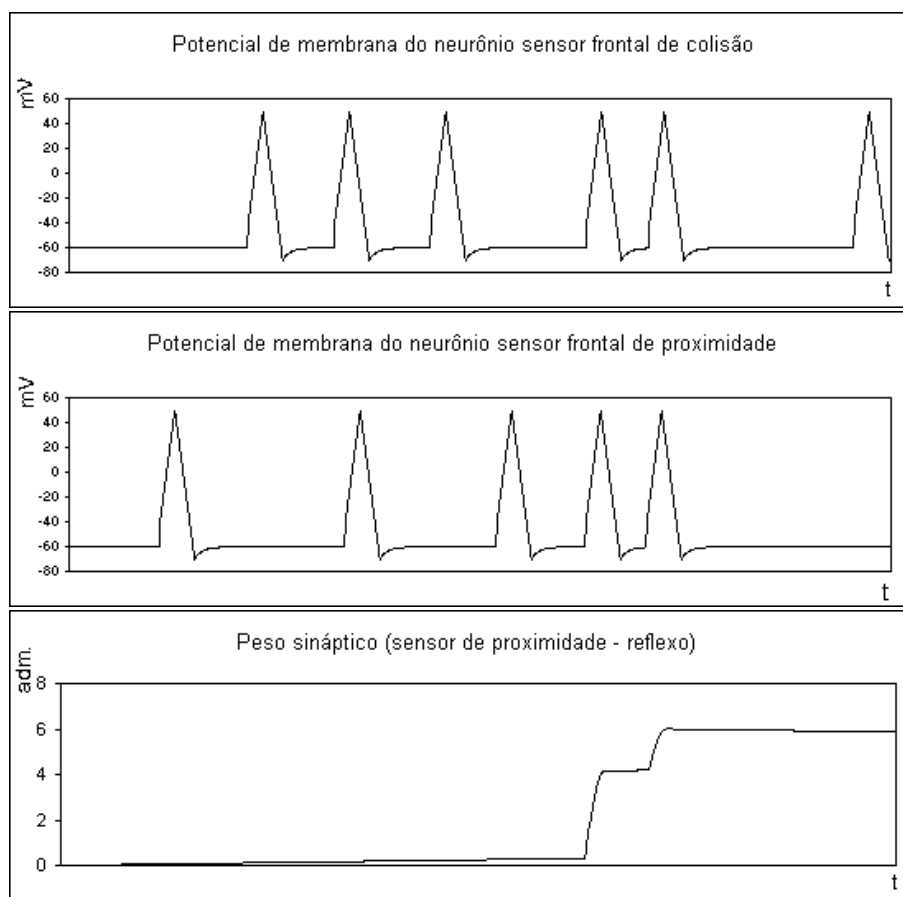 Potencial de membrana do neurônio sensor frontal de colisão
mV
60
40
20
0
-20
-40
-60
-80
t
Potencial de membrana do neurônio sensor frontal de proximidade
mV
60
40
20
0
-20
-40
-60
-80
t
Peso sináptico (sensor de proximidade - reflexo)
adm.
8
6
4
2
0
t